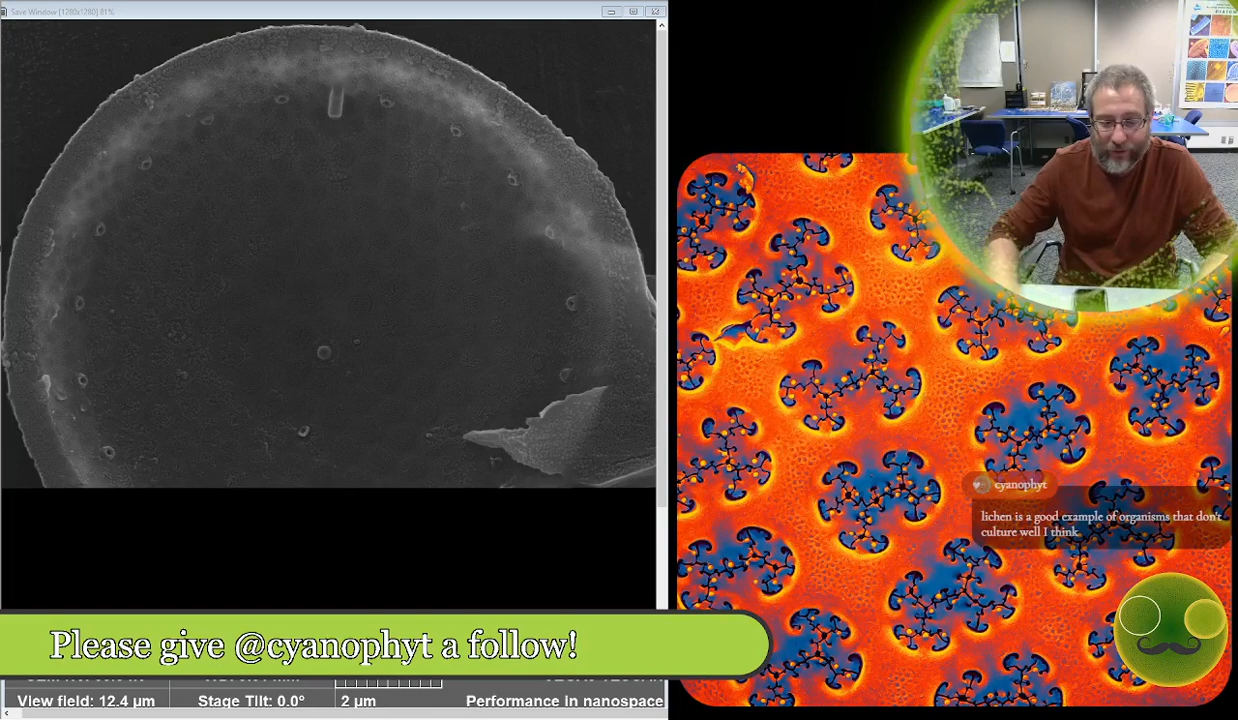 Save Window [1280x1280] 81%
cyanophyt
lichen is a good example of organisms that don't
culture well I think.
Please give @cyanophyt a follow!
View field: 12.4 µm
Stage Tilt: 0.0°
2 µm
Performance in nanospace